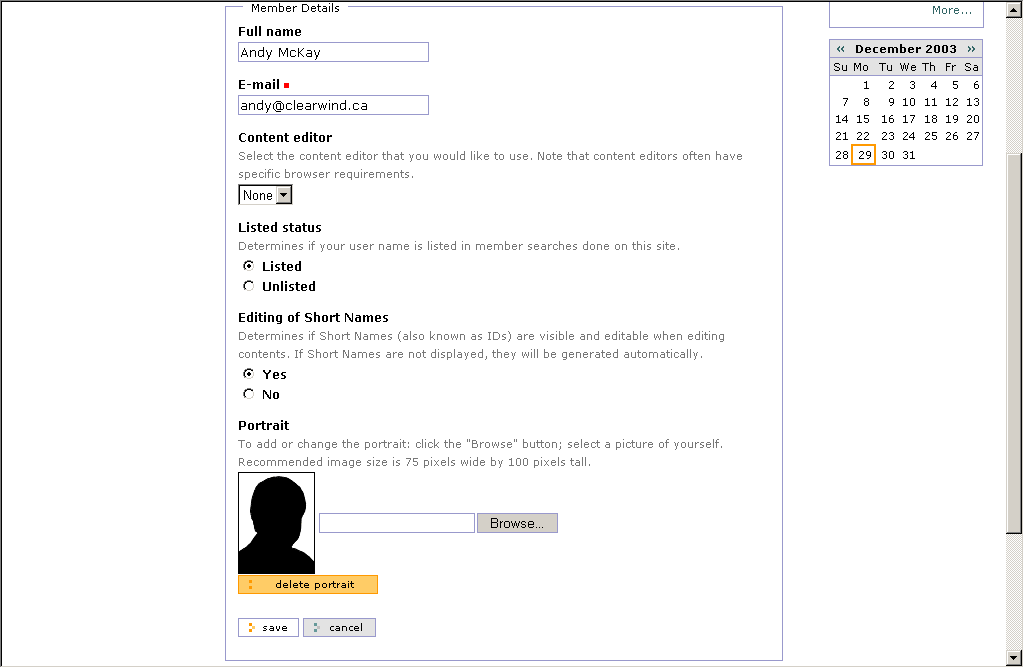 Member Details
Full name
Andy McKay
E-mail
andy@clearwind.ca
Content editor
Select the content editor that you would like to use. Note that content editors often have
specific browser requirements.
None
Listed status
Determines if your user name is listed in member searches done on this site.
Listed
Unlisted
Editing of Short Names
Determines if Short Names (also known as IDs) are visible and editable when editing
contents. If Short Names are not displayed, they will be generated automatically.
Yes
No
Portrait
To add or change the portrait: click the "Browse" button; select a picture of yourself.
Recommended image size is 75 pixels wide by 100 pixels tall.
Browse...
delete portrait
save cancel
More...
« December 2003 »
Su Mo Tu We Th Fr Sa
1 2 3 4 5 6
7 8 9 10 11 12 13
14 15 16 17 18 19 20
21 22 23 24 25 26 27
28 29 30 31